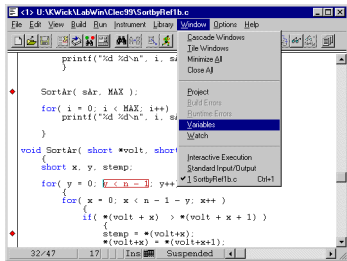 <1> U:\KWick\LabWin\Clec99\SortbyRef1b.c
File Edit View Build Run Instrument Library Window Options Help
Cascade Windows
Tile Windows
Minimize All
Close All
Project
Build Errors
Runtime Errors
Variables
Watch
Interactive Execution
Standard Input/Output
✓ 1 SortbyRef1b.c Ctrl+1
printf("%d %d\n", i, sA
}
SortAr( sAr, MAX );
for( i = 0; i < MAX; i++)
printf("%d %d\n", i, s
}
void SortAr( short *volt, short
{
short x, y, stemp;
for( y = 0; y < n - 1; y++
{
for( x = 0; x < n - 1 - y; x++ )
{
if( *(volt + x) > *(volt + x + 1) )
{
stemp = *(volt+x);
*(volt+x) = *(volt+x+1);
32/47 17 Ins Suspended